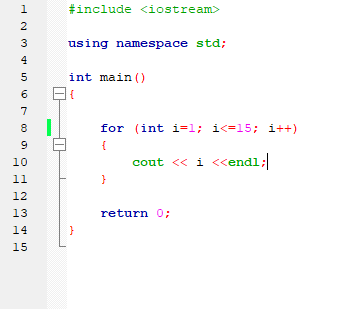 1 #include <iostream>
2
3 using namespace std;
4
5 int main()
6 {
7
8 for (int i=1; i<=15; i++)
9 {
10 cout << i <<endl;
11 }
12
13 return 0;
14 }
15